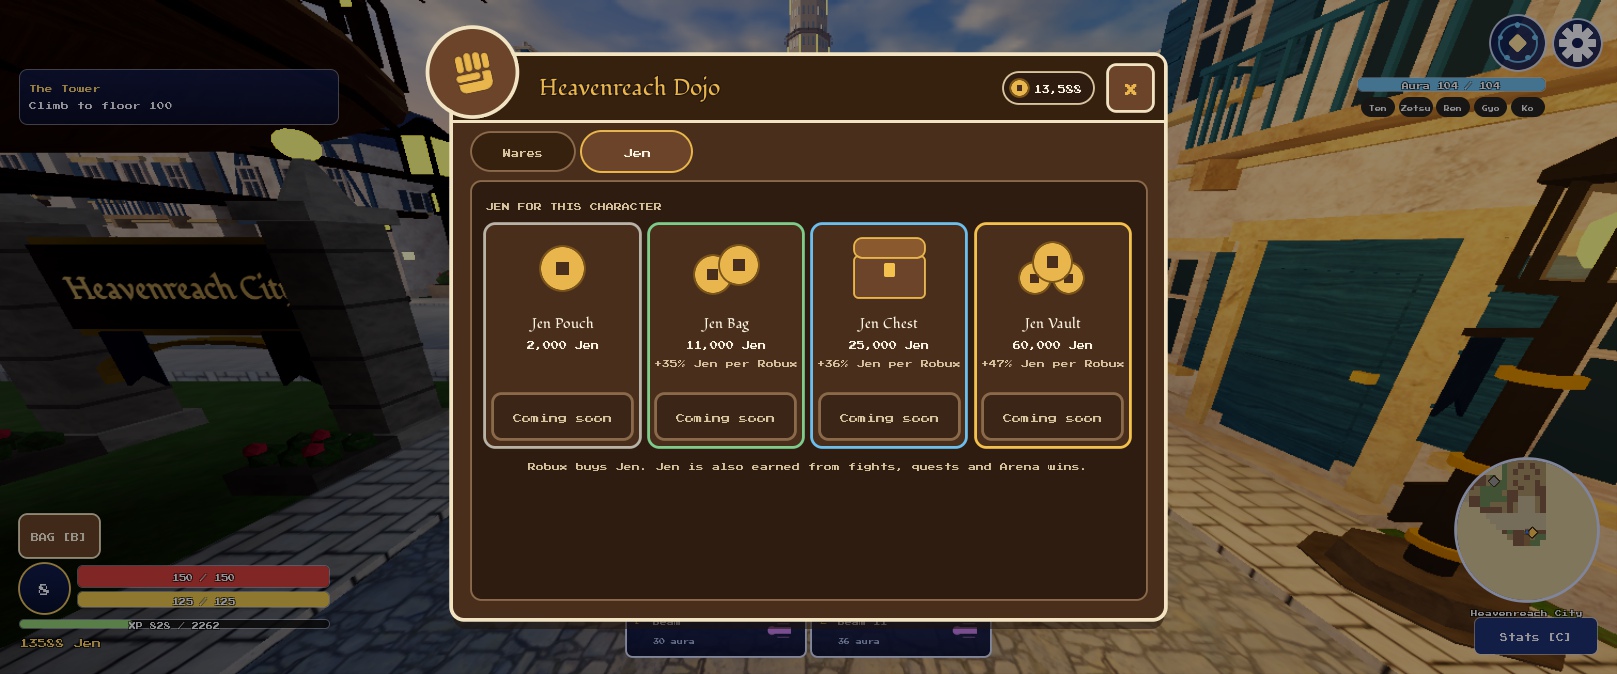 Heavenreach Dojo
13,588
x
The Tower
Climb to floor 100
Aura 104 / 104
Ten Zetsu Ren Gyo Ko
Wares
Jen
JEN FOR THIS CHARACTER
Jen Pouch
2,000 Jen
Coming soon
Jen Bag
11,000 Jen
+35% Jen per Robux
Coming soon
Jen Chest
25,000 Jen
+36% Jen per Robux
Coming soon
Jen Vault
60,000 Jen
+47% Jen per Robux
Coming soon
Robux buys Jen. Jen is also earned from fights, quests and Arena wins.
Heavenreach City
BAG [B]
8
150 / 150
125 / 125
XP 828 / 2262
13588 Jen
30 aura
36 aura
Heavenreach City
Stats [C]